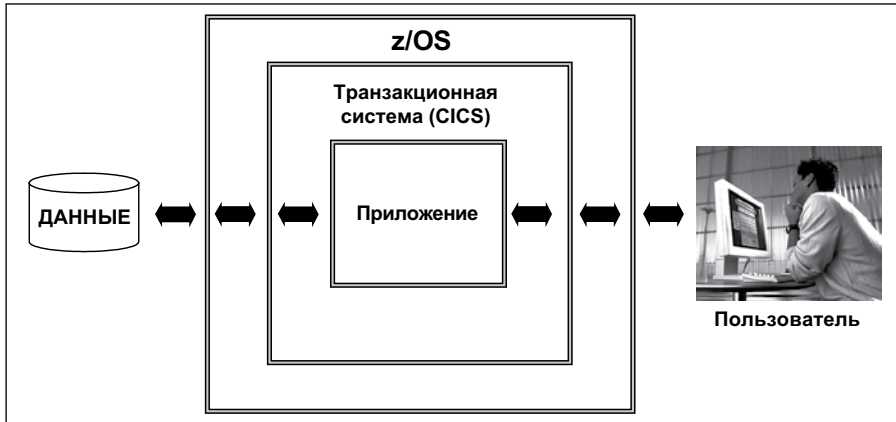 z/OS
Транзакционная
система (CICS)
ДАННЫЕ
Приложение
Пользователь